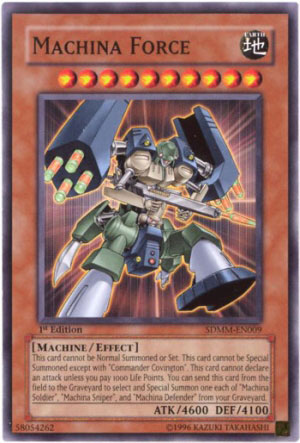 MACHINA FORCE
EARTH
地
1st Edition
SDMM-EN009
[MACHINE / EFFECT]
This card cannot be Normal Summoned or Set. This card cannot be Special
Summoned except with "Commander Covington". This card cannot declare
an attack unless you pay 1000 Life Points. You can send this card from
the field to the Graveyard to select and Special Summon one each of "Machina
Soldier", "Machina Sniper", and "Machina Defender" from your Graveyard.
ATK/4600 DEF/4100
58054262
©1996 KAZUKI TAKAHASHI